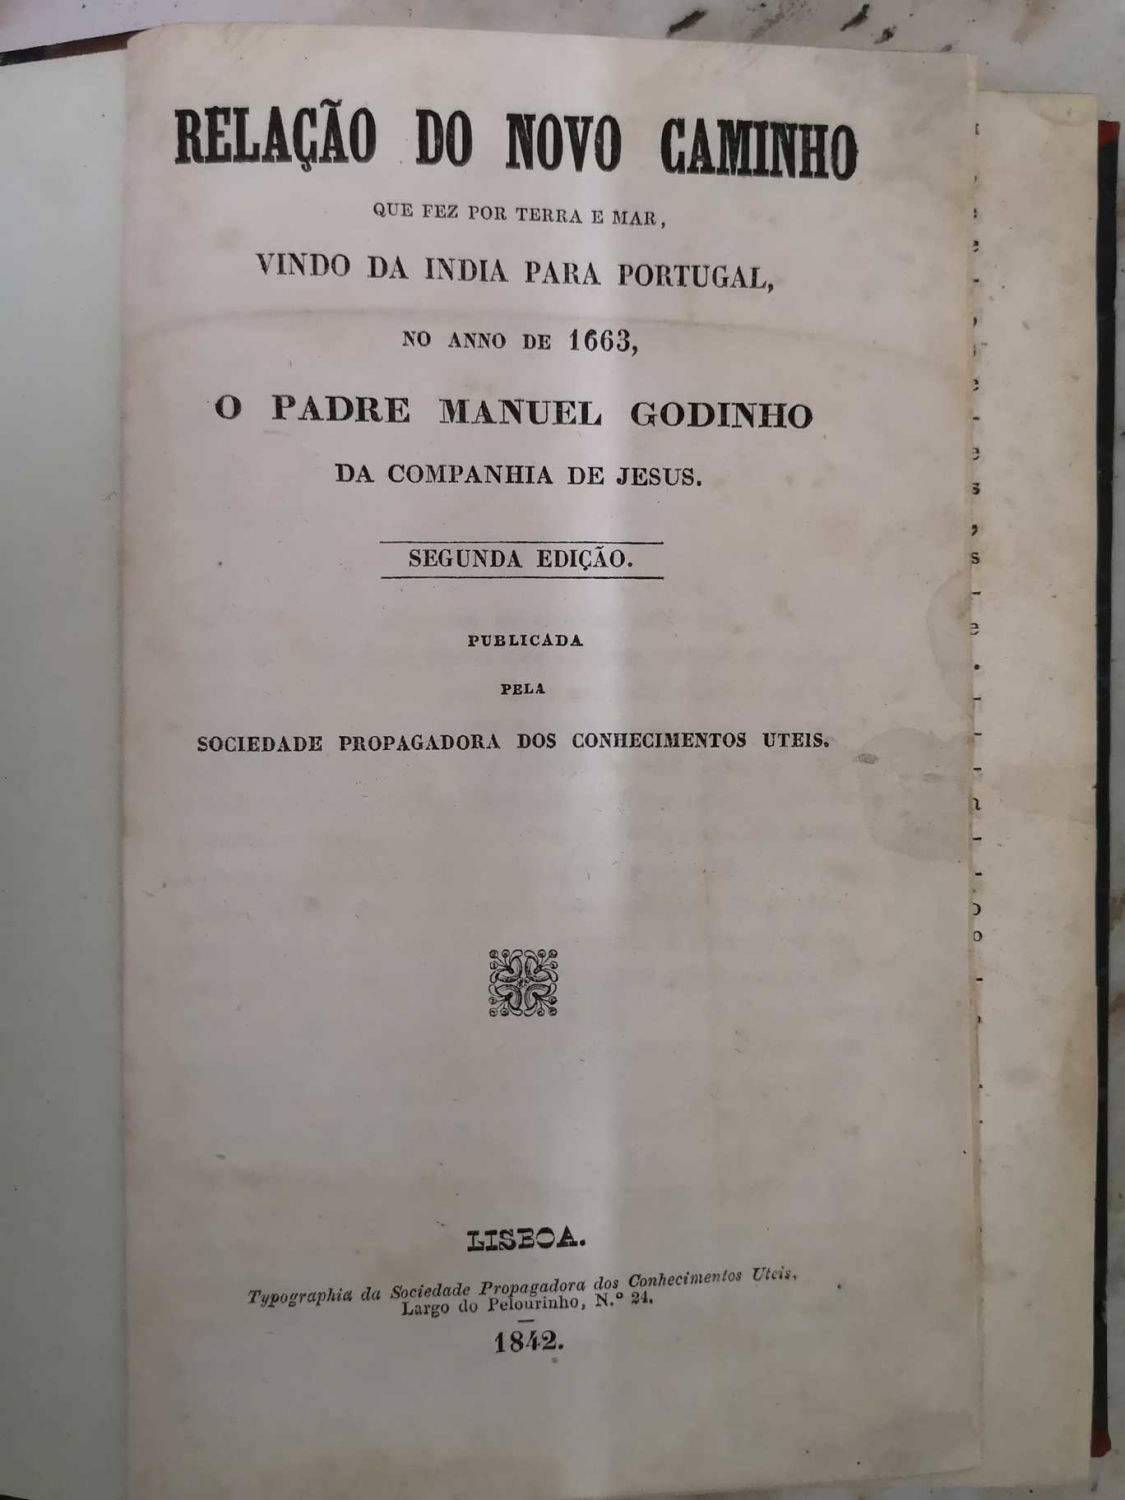 RELAÇÃO DO NOVO CAMINHO
QUE FEZ POR TERRA E MAR,
VINDO DA INDIA PARA PORTUGAL,
NO ANNO DE 1663,
O PADRE MANUEL GODINHO
DA COMPANHIA DE JESUS.
SEGUNDA EDIÇÃO.
PUBLICADA
PELA
SOCIEDADE PROPAGADORA DOS CONHECIMENTOS UTEIS.
LISBOA.
Typographia da Sociedade Propagadora dos Conhecimentos Uteis,
Largo do Pelourinho, N.º 24.
1842.